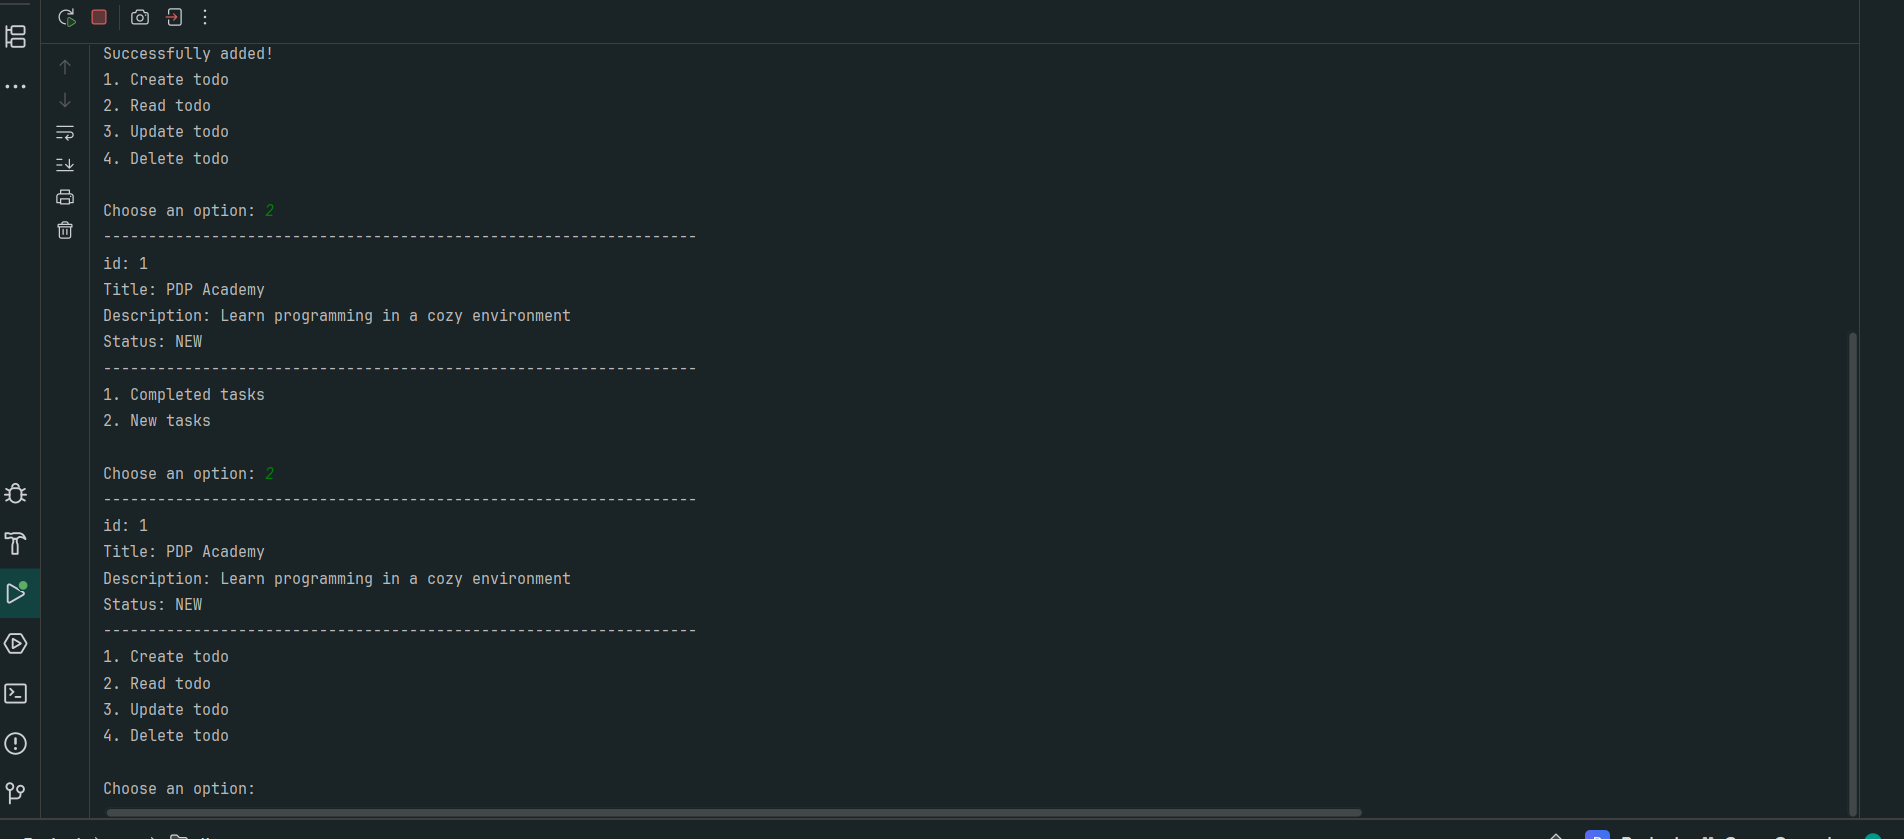 Successfully added!
1. Create todo
2. Read todo
3. Update todo
4. Delete todo
Choose an option: 2
------------------------------------------------------------------
id: 1
Title: PDP Academy
Description: Learn programming in a cozy environment
Status: NEW
------------------------------------------------------------------
1. Completed tasks
2. New tasks
Choose an option: 2
------------------------------------------------------------------
id: 1
Title: PDP Academy
Description: Learn programming in a cozy environment
Status: NEW
------------------------------------------------------------------
1. Create todo
2. Read todo
3. Update todo
4. Delete todo
Choose an option: